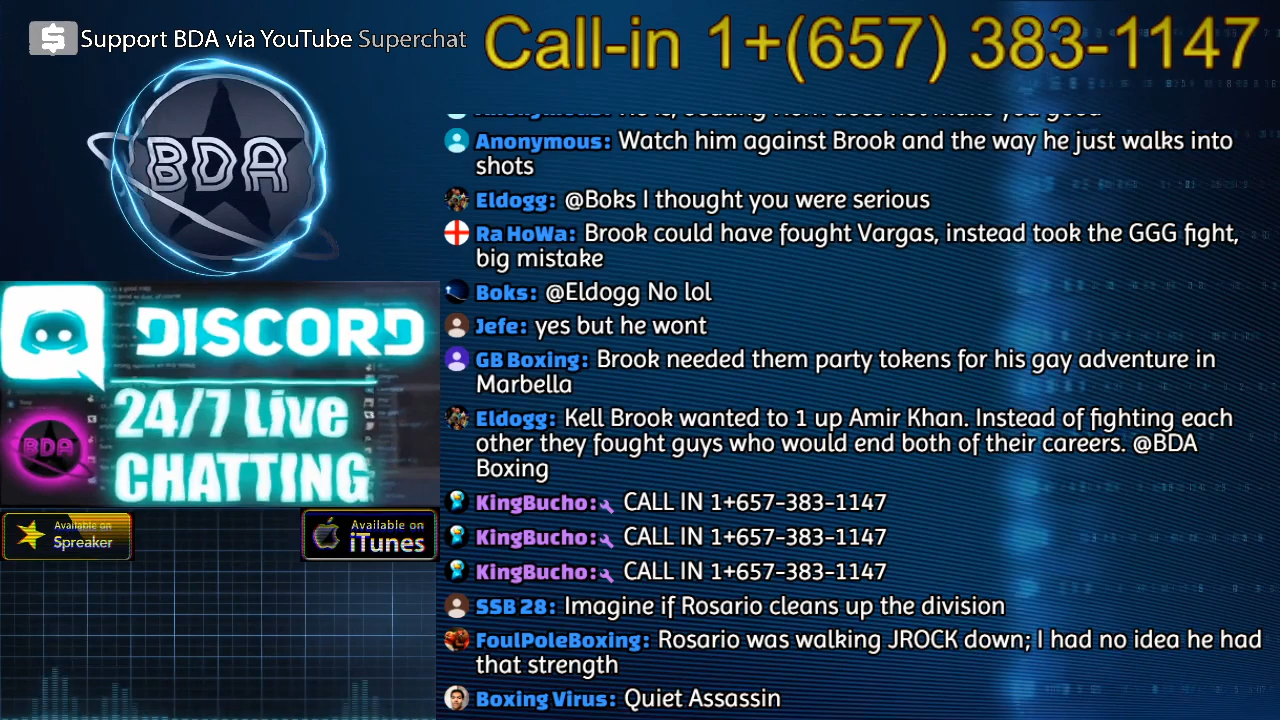 Support BDA via YouTube Superchat
Call-in 1+(657) 383-1147
BDA
Anonymous: Watch him against Brook and the way he just walks into
shots
Eldogg: @Boks I thought you were serious
Ra HoWa: Brook could have fought Vargas, instead took the GGG fight,
big mistake
Boks: @Eldogg No lol
Jefe: yes but he wont
GB Boxing: Brook needed them party tokens for his gay adventure in
Marbella
Eldogg: Kell Brook wanted to 1 up Amir Khan. Instead of fighting each
other they fought guys who would end both of their careers. @BDA
Boxing
KingBucho: CALL IN 1+657-383-1147
KingBucho: CALL IN 1+657-383-1147
KingBucho: CALL IN 1+657-383-1147
SSB 28: Imagine if Rosario cleans up the division
FoulPoleBoxing: Rosario was walking JROCK down; I had no idea he had
that strength
Boxing Virus: Quiet Assassin
DISCORD
24/7 Live
CHATTING
BDA
Available on
Spreaker
Available on
iTunes